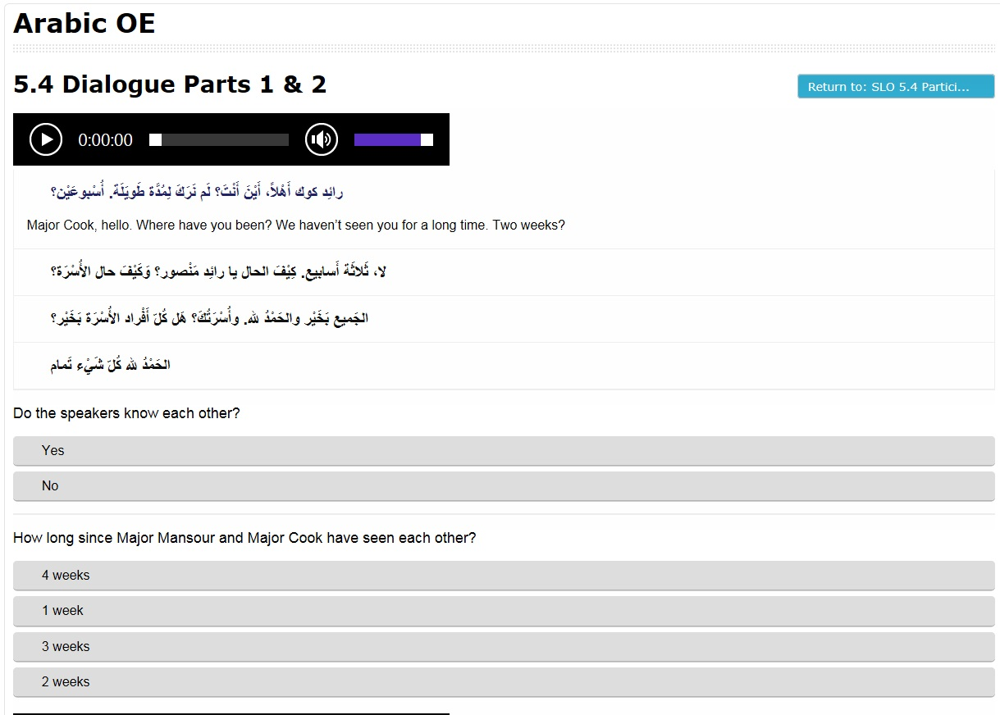 Arabic OE
5.4 Dialogue Parts 1 & 2
Return to: SLO 5.4 Partici...
0:00:00
رائِد كوك أَهْلاً، أَيْنَ أَنْتَ؟ لَم نَرَكَ لِمُدَّة طَويَلَة. أُسْبوعَيْن؟
Major Cook, hello. Where have you been? We haven’t seen you for a long time. Two weeks?
لا، ثَلاثَة أَسابيع. كِيْفَ الحال يا رائِد مَنْصور؟ وَكَيْفَ حال الأُسْرَة؟
الجَميع بَخَيْر والحَمْدُ لله. وأُسْرَتُكَ؟ هَل كُلّ أَفْراد الأُسْرَة بَخَيْر؟
الحَمْدُ لله كُلّ شَيْء تَمام
Do the speakers know each other?
Yes
No
How long since Major Mansour and Major Cook have seen each other?
4 weeks
1 week
3 weeks
2 weeks